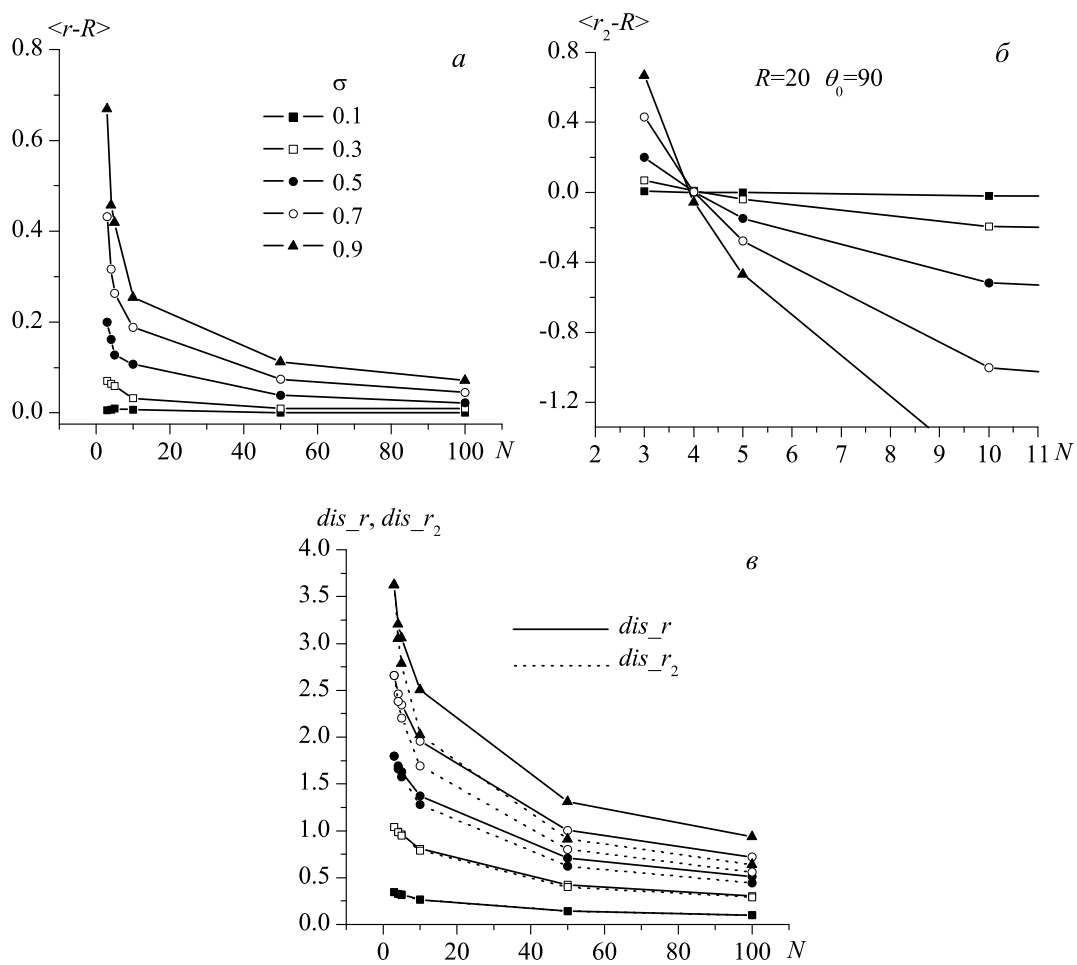 <r-R>
а
0.8
0.6
0.4
0.2
0.0
0 20 40 60 80 100 N
σ
0.1
0.3
0.5
0.7
0.9
<r2-R>
б
R=20 θ0=90
0.8
0.4
0.0
-0.4
-0.8
-1.2
2 3 4 5 6 7 8 9 10 11 N
dis_r, dis_r2
в
4.0
3.5
3.0
2.5
2.0
1.5
1.0
0.5
0.0
0 20 40 60 80 100 N
dis_r
dis_r2